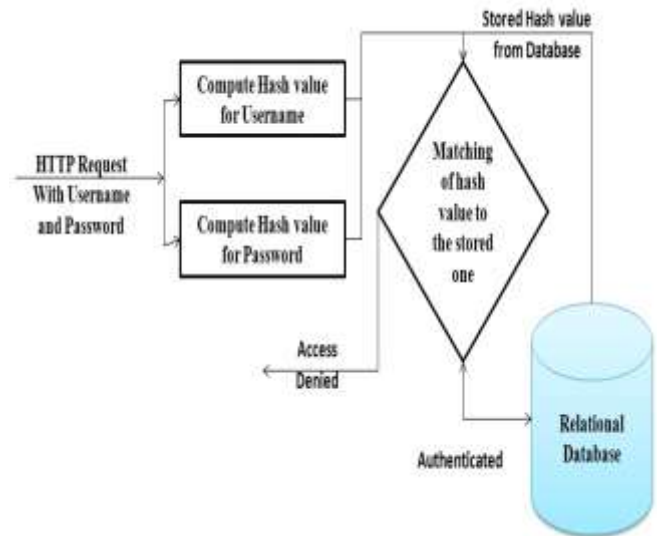 Stored Hash value
from Database
Compute Hash value
for Username
HTTP Request
With Username
and Password
Compute Hash value
for Password
Matching
of hash
value to
the stored
one
Access
Denied
Authenticated
Relational
Database